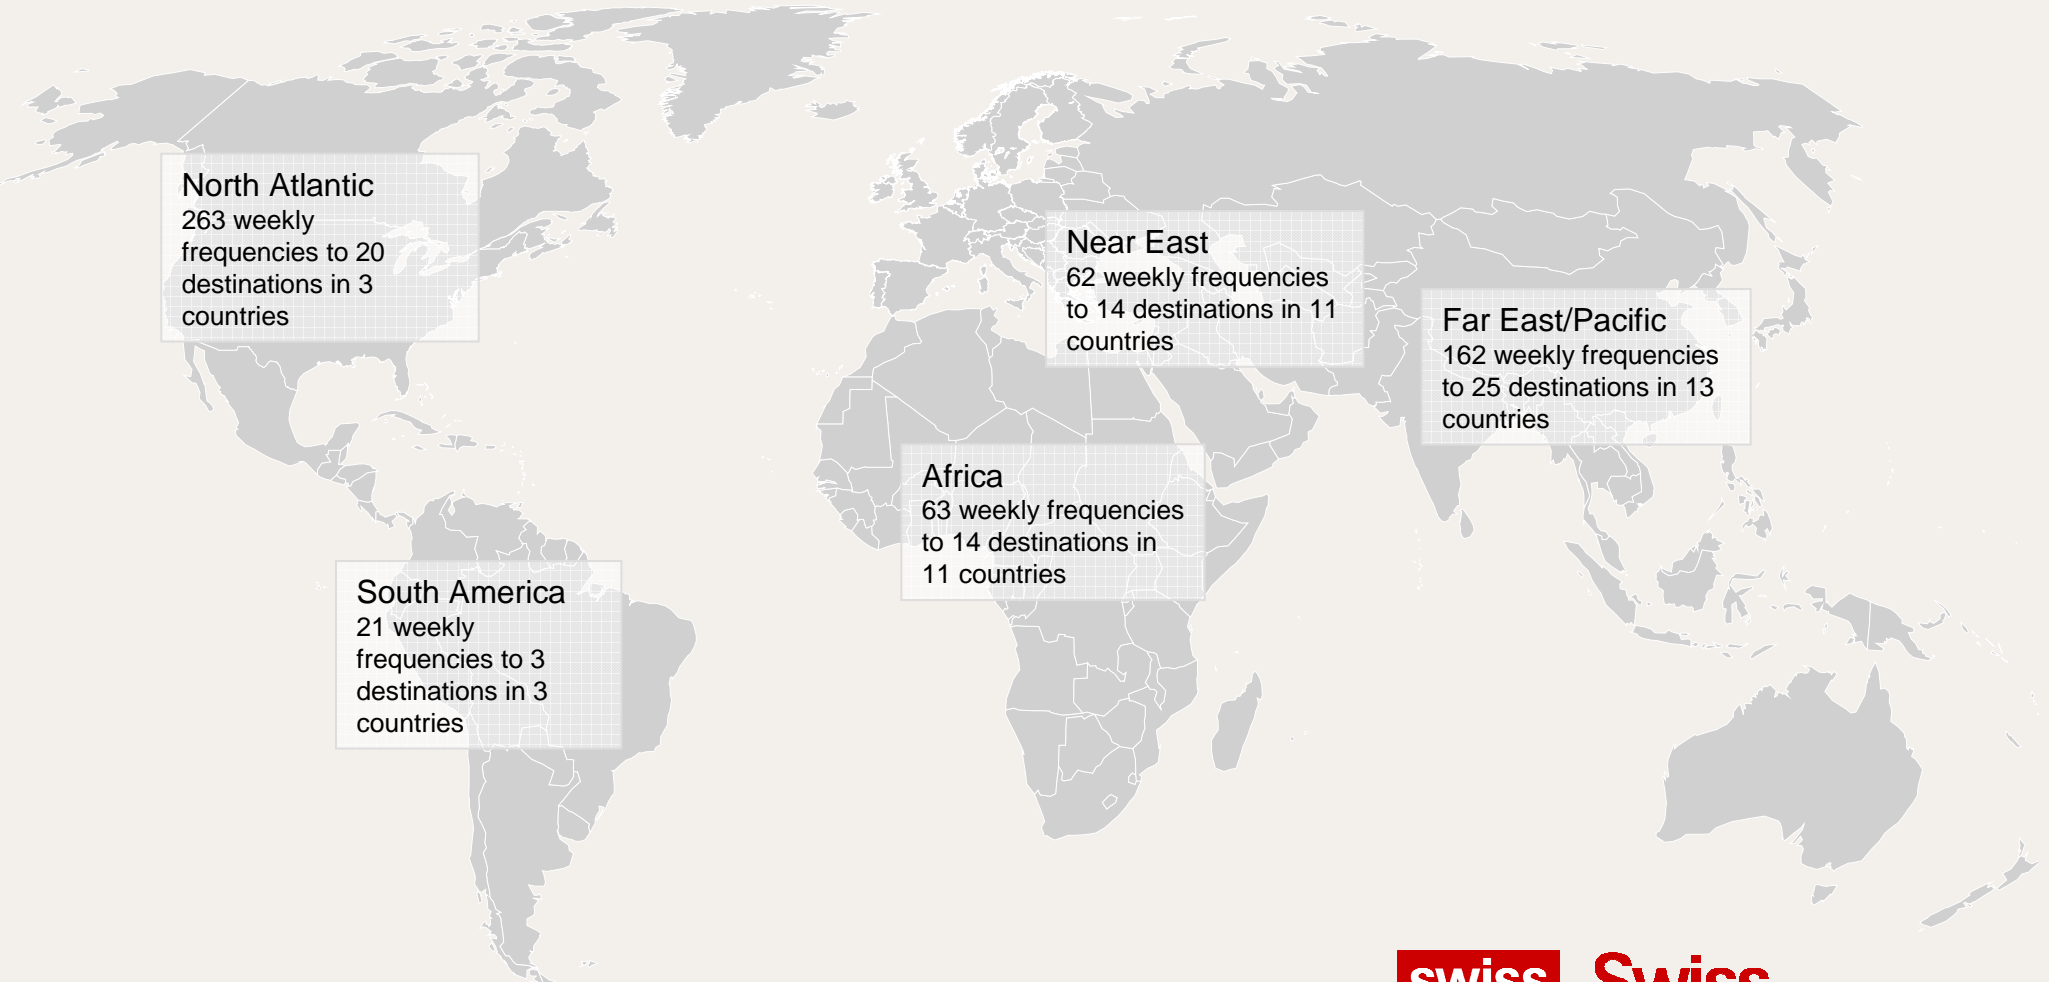 North Atlantic
263 weekly
frequencies to 20
destinations in 3
countries
Near East
62 weekly frequencies
to 14 destinations in 11
countries
Far East/Pacific
162 weekly frequencies
to 25 destinations in 13
countries
Africa
63 weekly frequencies
to 14 destinations in
11 countries
South America
21 weekly
frequencies to 3
destinations in 3
countries
swiss Swiss